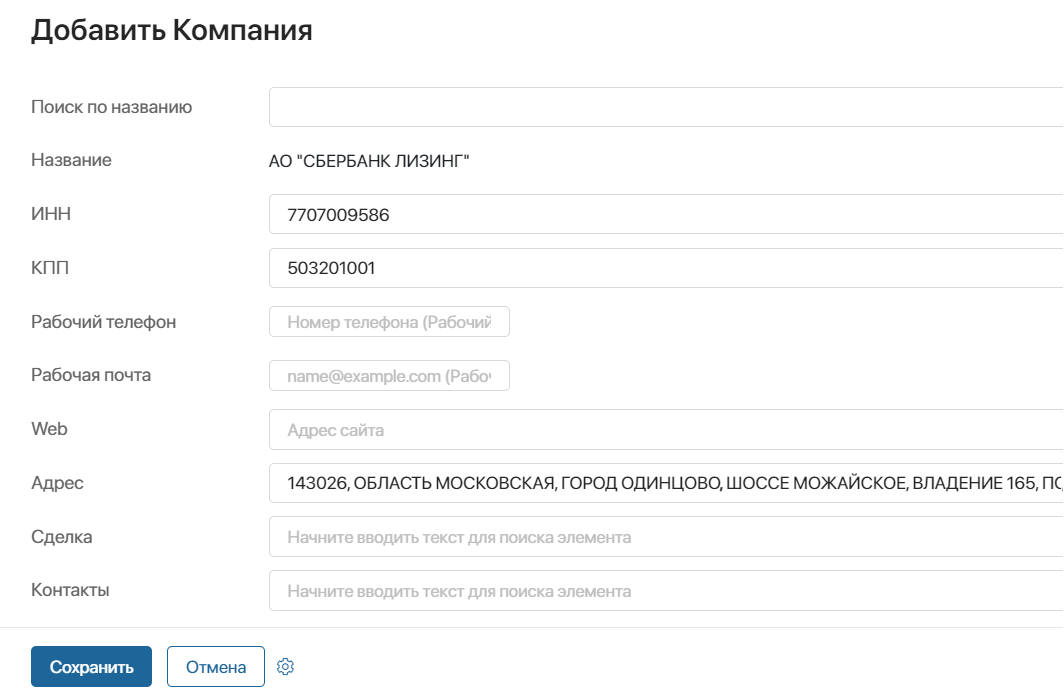 Добавить Компания
Поиск по названию
Название АО "СБЕРБАНК ЛИЗИНГ"
ИНН 7707009586
КПП 503201001
Рабочий телефон Номер телефона (Рабочий
Рабочая почта name@example.com (Рабоч
Web Адрес сайта
Адрес 143026, ОБЛАСТЬ МОСКОВСКАЯ, ГОРОД ОДИНЦОВО, ШОССЕ МОЖАЙСКОЕ, ВЛАДЕНИЕ 165,
Сделка Начните вводить текст для поиска элемента
Контакты Начните вводить текст для поиска элемента
Сохранить Отмена